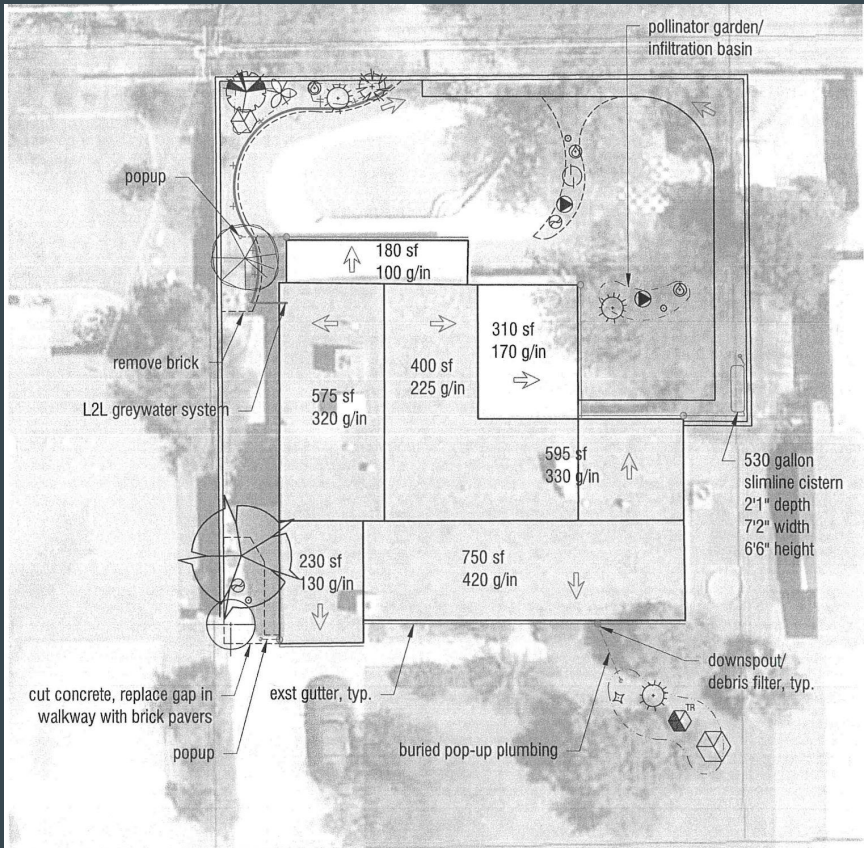 pollinator garden/
infiltration basin
popup
180 sf
100 g/in
310 sf
170 g/in
remove brick
400 sf
225 g/in
575 sf
320 g/in
L2L greywater system
595 sf
330 g/in
530 gallon
slimline cistern
2'1" depth
7'2" width
6'6" height
230 sf
130 g/in
750 sf
420 g/in
downspout/
debris filter, typ.
cut concrete, replace gap in
walkway with brick pavers
exst gutter, typ.
TR
popup
buried pop-up plumbing